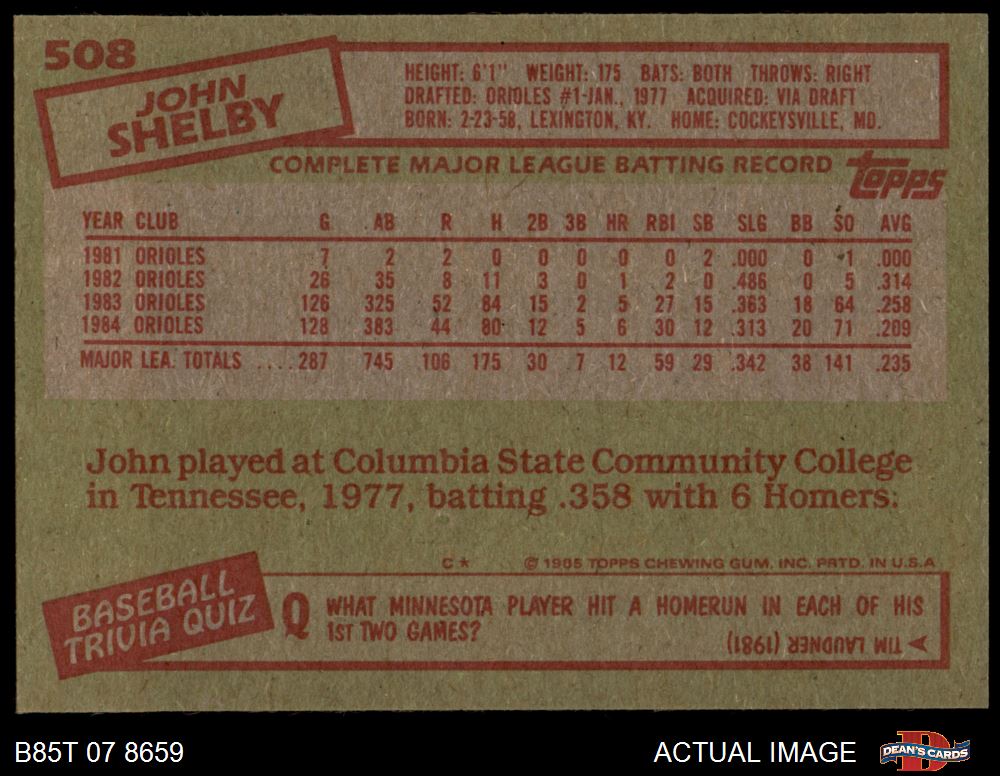 508
JOHN
SHELBY
HEIGHT: 6'1" WEIGHT: 175 BATS: BOTH THROWS: RIGHT
DRAFTED: ORIOLES #1-JAN., 1977 ACQUIRED: VIA DRAFT
BORN: 2-23-58, LEXINGTON, KY. HOME: COCKEYSVILLE, MD.
COMPLETE MAJOR LEAGUE BATTING RECORD
topps
YEAR CLUB G AB R H 2B 3B HR RBI SB SLG BB SO AVG
1981 ORIOLES 7 2 2 0 0 0 0 0 2 .000 0 1 .000
1982 ORIOLES 26 35 8 11 3 0 1 2 0 .486 0 5 .314
1983 ORIOLES 126 325 52 84 15 2 5 27 15 .363 18 64 .258
1984 ORIOLES 128 383 44 80 12 5 6 30 12 .313 20 71 .209
MAJOR LEA. TOTALS ....287 745 106 175 30 7 12 59 29 .342 38 141 .235
John played at Columbia State Community College
in Tennessee, 1977, batting .358 with 6 Homers.
C* © 1985 TOPPS CHEWING GUM, INC. PRTD. IN U.S.A
BASEBALL
TRIVIA QUIZ
Q WHAT MINNESOTA PLAYER HIT A HOMERUN IN EACH OF HIS
1ST TWO GAMES?
TIM LAUDNER (1981)
B85T 07 8659
ACTUAL IMAGE
D
DEAN'S CARDS